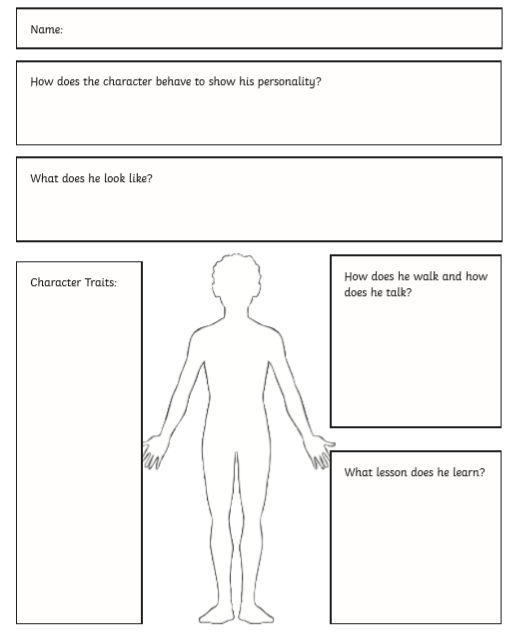 Name:
How does the character behave to show his personality?
What does he look like?
Character Traits:
How does he walk and how
does he talk?
What lesson does he learn?